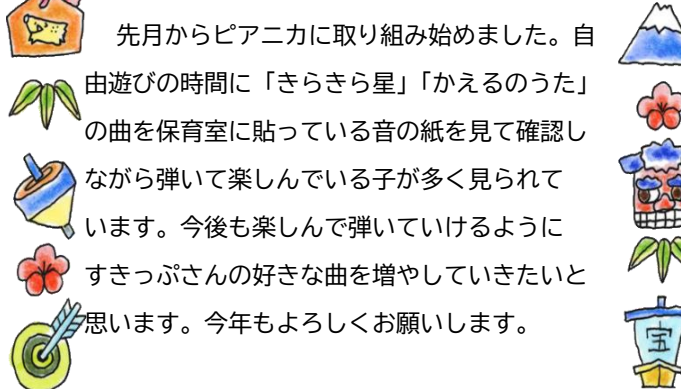 先月からピアニカに取り組み始めました。自
由遊びの時間に「きらきら星」「かえるのうた」
の曲を保育室に貼っている音の紙を見て確認し
ながら弾いて楽しんでいる子が多く見られて
います。今後も楽しんで弾いていけるように
すきっぷさんの好きな曲を増やしていきたいと
思います。今年もよろしくお願いします。
宝